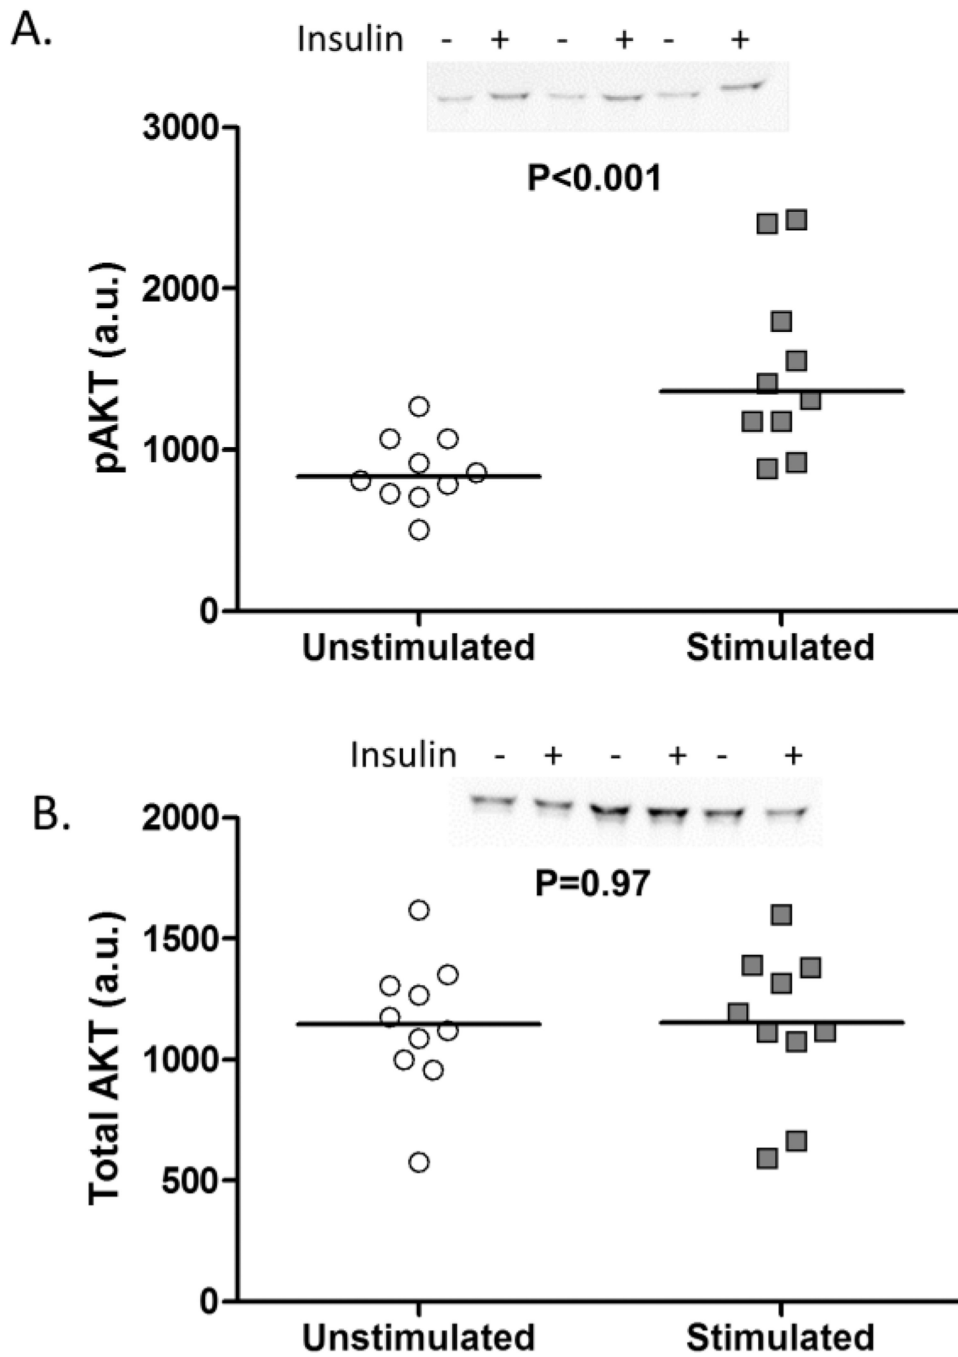 A.
Insulin - + - + - +
3000
P<0.001
2000
1000
0
pAKT (a.u.)
Unstimulated Stimulated
Insulin - + - + - +
B.
2000
P=0.97
1500
1000
500
0
Total AKT (a.u.)
Unstimulated Stimulated